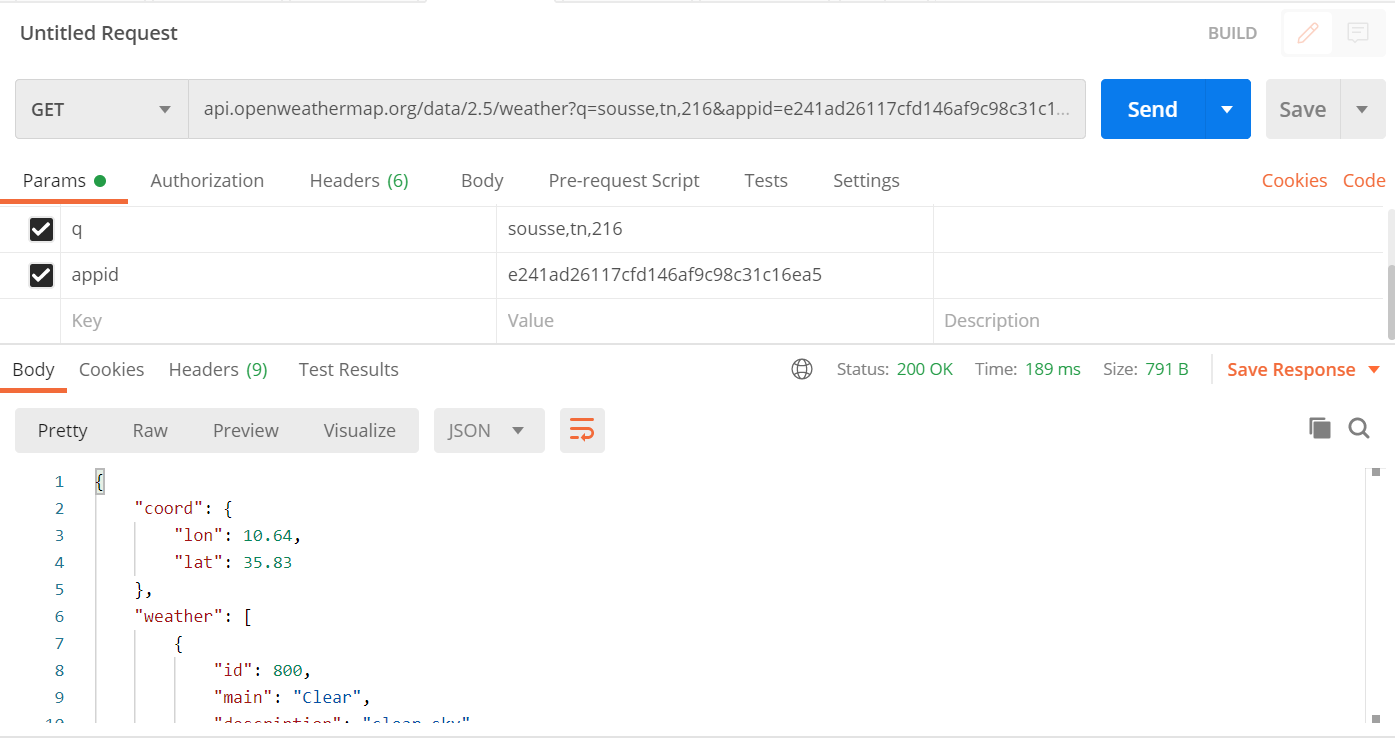 Untitled Request BUILD
GET api.openweathermap.org/data/2.5/weather?q=sousse,tn,216&appid=e241ad26117cfd146af9c98c31c1... Send Save
Params Authorization Headers (6) Body Pre-request Script Tests Settings Cookies Code
q sousse,tn,216
appid e241ad26117cfd146af9c98c31c16ea5
Key Value Description
Body Cookies Headers (9) Test Results Status: 200 OK Time: 189 ms Size: 791 B Save Response
Pretty Raw Preview Visualize JSON
1 {
2 "coord": {
3 "lon": 10.64,
4 "lat": 35.83
5 },
6 "weather": [
7 {
8 "id": 800,
9 "main": "Clear",
10 "description": "clear sky"